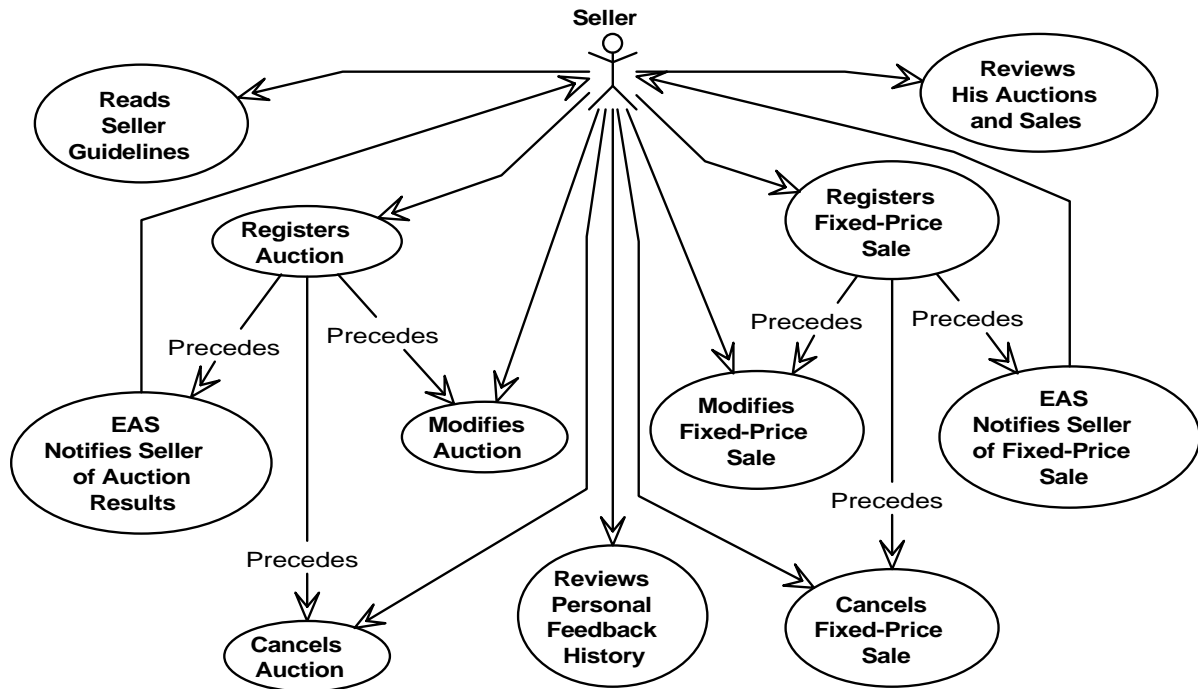 Seller
Reads
Seller
Guidelines
Reviews
His Auctions
and Sales
Registers
Auction
Registers
Fixed-Price
Sale
Precedes
Precedes
Precedes
Precedes
EAS
Notifies Seller
of Auction
Results
Modifies
Auction
Modifies
Fixed-Price
Sale
EAS
Notifies Seller
of Fixed-Price
Sale
Precedes
Precedes
Cancels
Auction
Reviews
Personal
Feedback
History
Cancels
Fixed-Price
Sale